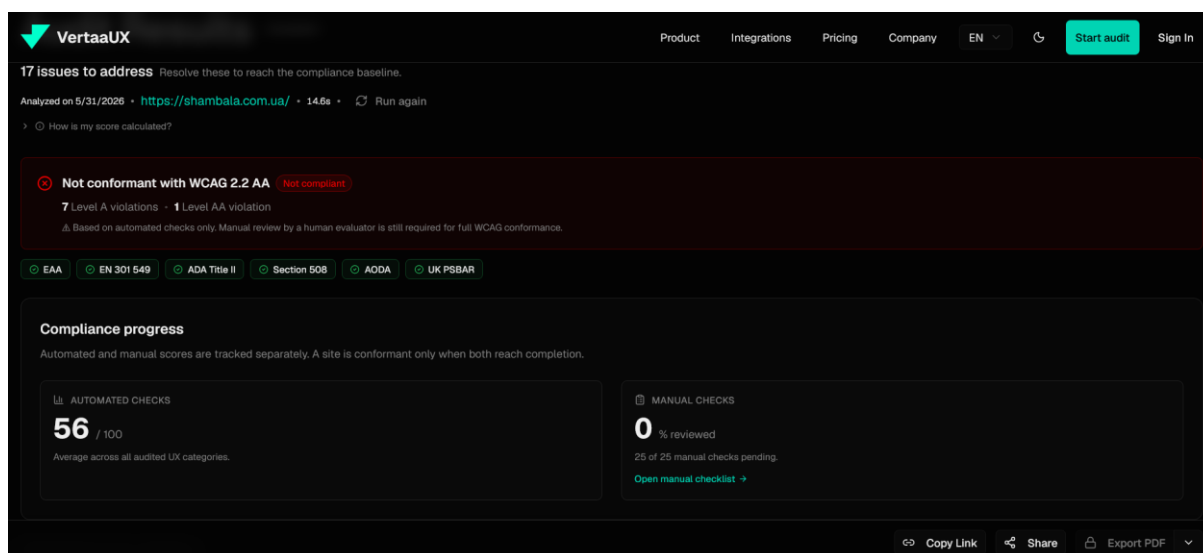 VertaaUX
Product Integrations Pricing Company EN Start audit Sign In
17 issues to address Resolve these to reach the compliance baseline.
Analyzed on 5/31/2026 • https://shambala.com.ua/ • 14.6s • Run again
How is my score calculated?
Not conformant with WCAG 2.2 AA Not compliant
7 Level A violations · 1 Level AA violation
Based on automated checks only. Manual review by a human evaluator is still required for full WCAG conformance.
EAA EN 301 549 ADA Title II Section 508 AODA UK PSBAR
Compliance progress
Automated and manual scores are tracked separately. A site is conformant only when both reach completion.
AUTOMATED CHECKS
56 / 100
Average across all audited UX categories.
MANUAL CHECKS
0 % reviewed
25 of 25 manual checks pending.
Open manual checklist →
Copy Link Share Export PDF